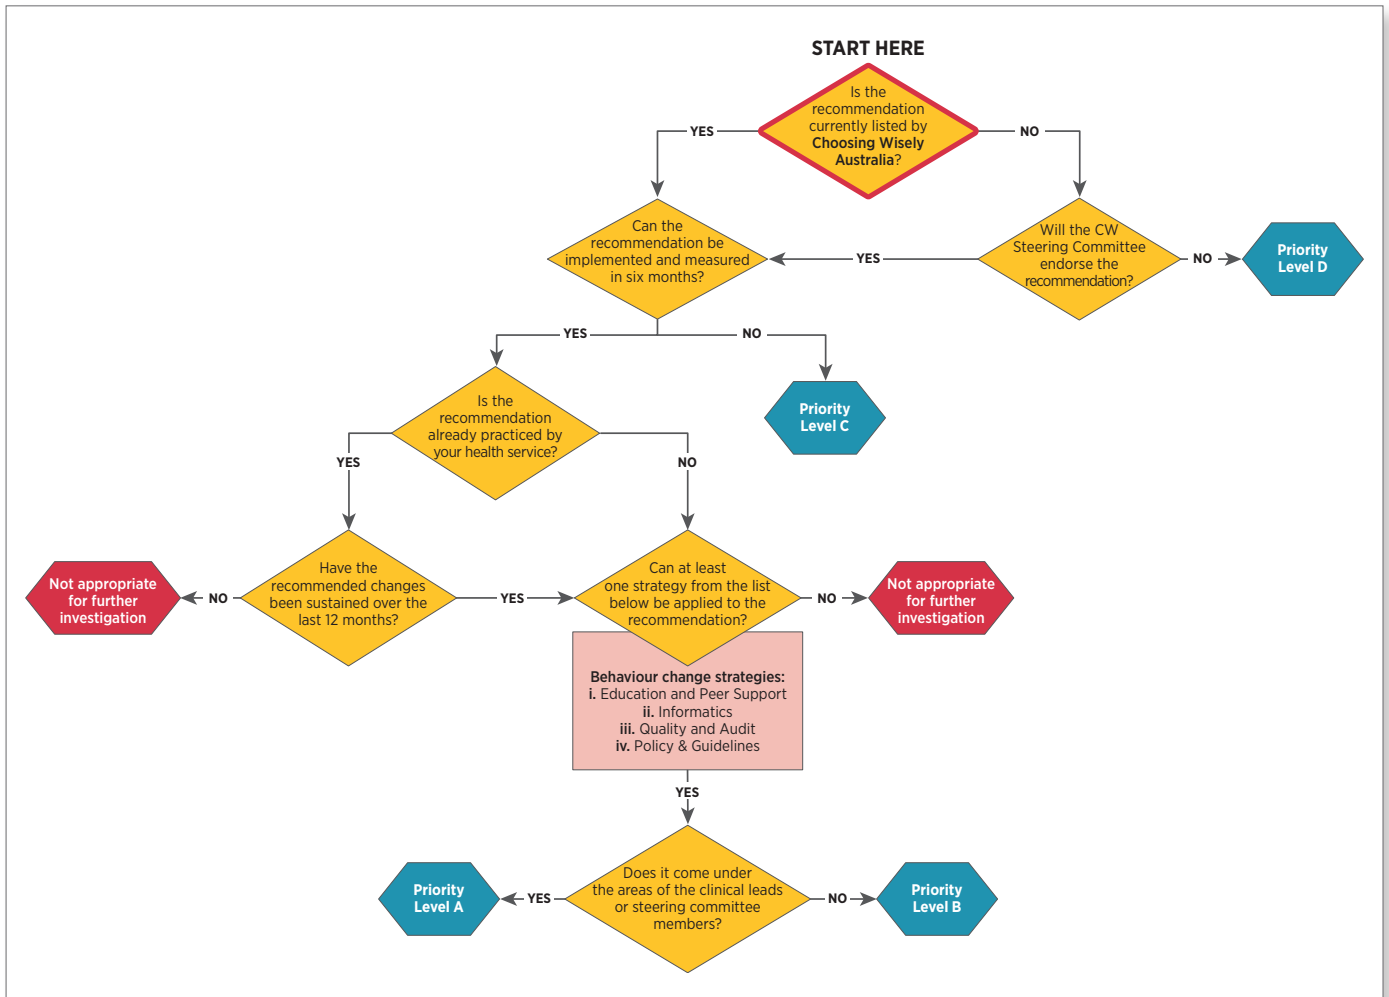 START HERE
Is the
recommendation
currently listed by
Choosing Wisely
Australia?
YES
NO
Can the
recommendation be
implemented and measured
in six months?
YES
Will the CW
Steering Committee
endorse the
recommendation?
NO
Priority
Level D
YES
NO
Is the
recommendation
already practiced by
your health service?
Priority
Level C
YES
NO
Not appropriate
for further
investigation
NO
Have the
recommended changes
been sustained over the
last 12 months?
YES
Can at least
one strategy from the list
below be applied to the
recommendation?
NO
Not appropriate
for further
investigation
Behaviour change strategies:
i. Education and Peer Support
ii. Informatics
iii. Quality and Audit
iv. Policy & Guidelines
YES
Priority
Level A
YES
Does it come under
the areas of the clinical leads
or steering committee
members?
NO
Priority
Level B